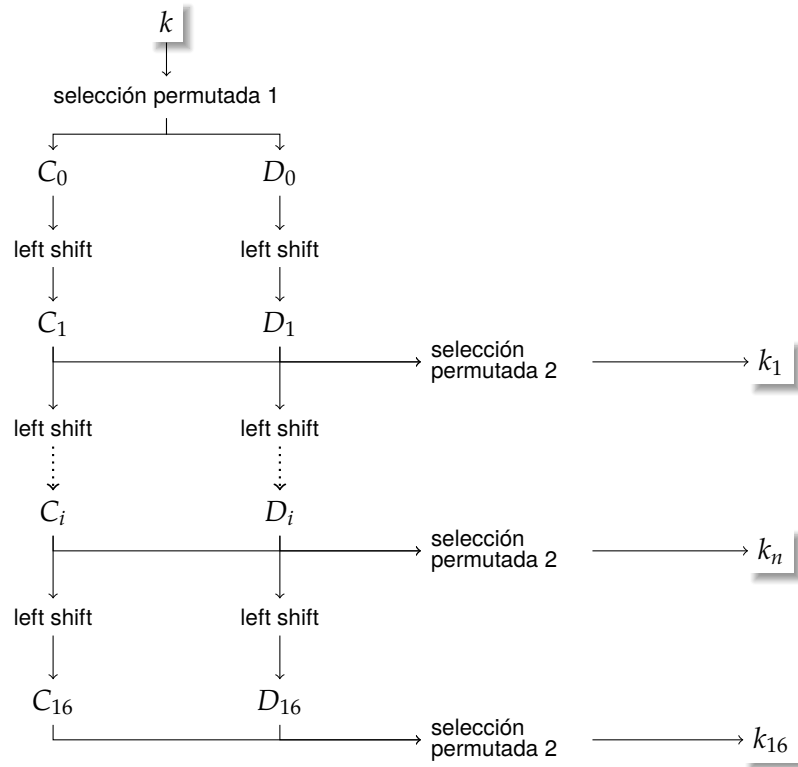 k
selección permutada 1
C₀ D₀
left shift left shift
C₁ D₁
selección
permutada 2
k₁
left shift left shift
Cᵢ Dᵢ
selección
permutada 2
kₙ
left shift left shift
C₁₆ D₁₆
selección
permutada 2
k₁₆